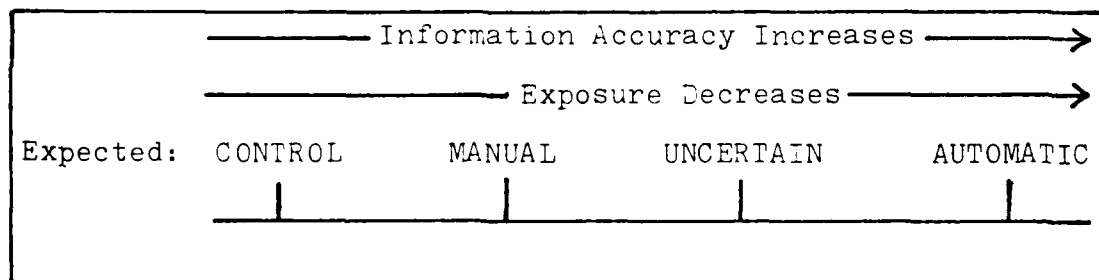 Information Accuracy Increases
Exposure Decreases
Expected: CONTROL MANUAL UNCERTAIN AUTOMATIC